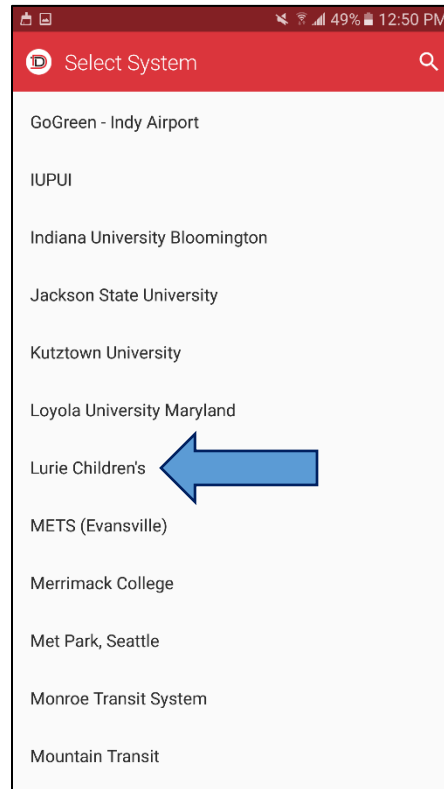 49% 12:50 PM
D Select System
GoGreen - Indy Airport
IUPUI
Indiana University Bloomington
Jackson State University
Kutztown University
Loyola University Maryland
Lurie Children's
METS (Evansville)
Merrimack College
Met Park, Seattle
Monroe Transit System
Mountain Transit